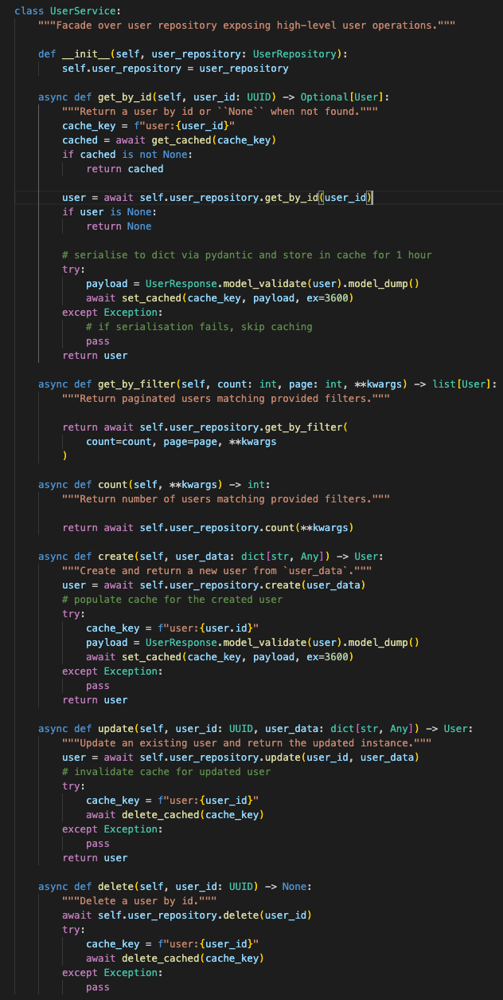 class UserService:
    """Facade over user repository exposing high-level user operations."""
    def __init__(self, user_repository: UserRepository):
        self.user_repository = user_repository
    async def get_by_id(self, user_id: UUID) -> Optional[User]:
        """Return a user by id or ``None`` when not found."""
        cache_key = f"user:{user_id}"
        cached = await get_cached(cache_key)
        if cached is not None:
            return cached
        user = await self.user_repository.get_by_id(user_id)
        if user is None:
            return None
        # serialise to dict via pydantic and store in cache for 1 hour
        try:
            payload = UserResponse.model_validate(user).model_dump()
            await set_cached(cache_key, payload, ex=3600)
        except Exception:
            # if serialisation fails, skip caching
            pass
        return user
    async def get_by_filter(self, count: int, page: int, **kwargs) -> list[User]:
        """Return paginated users matching provided filters."""
        return await self.user_repository.get_by_filter(
            count=count, page=page, **kwargs
        )
    async def count(self, **kwargs) -> int:
        """Return number of users matching provided filters."""
        return await self.user_repository.count(**kwargs)
    async def create(self, user_data: dict[str, Any]) -> User:
        """Create and return a new user from `user_data`."""
        user = await self.user_repository.create(user_data)
        # populate cache for the created user
        try:
            cache_key = f"user:{user.id}"
            payload = UserResponse.model_validate(user).model_dump()
            await set_cached(cache_key, payload, ex=3600)
        except Exception:
            pass
        return user
    async def update(self, user_id: UUID, user_data: dict[str, Any]) -> User:
        """Update an existing user and return the updated instance."""
        user = await self.user_repository.update(user_id, user_data)
        # invalidate cache for updated user
        try:
            cache_key = f"user:{user_id}"
            await delete_cached(cache_key)
        except Exception:
            pass
        return user
    async def delete(self, user_id: UUID) -> None:
        """Delete a user by id."""
        await self.user_repository.delete(user_id)
        try:
            cache_key = f"user:{user_id}"
            await delete_cached(cache_key)
        except Exception:
            pass